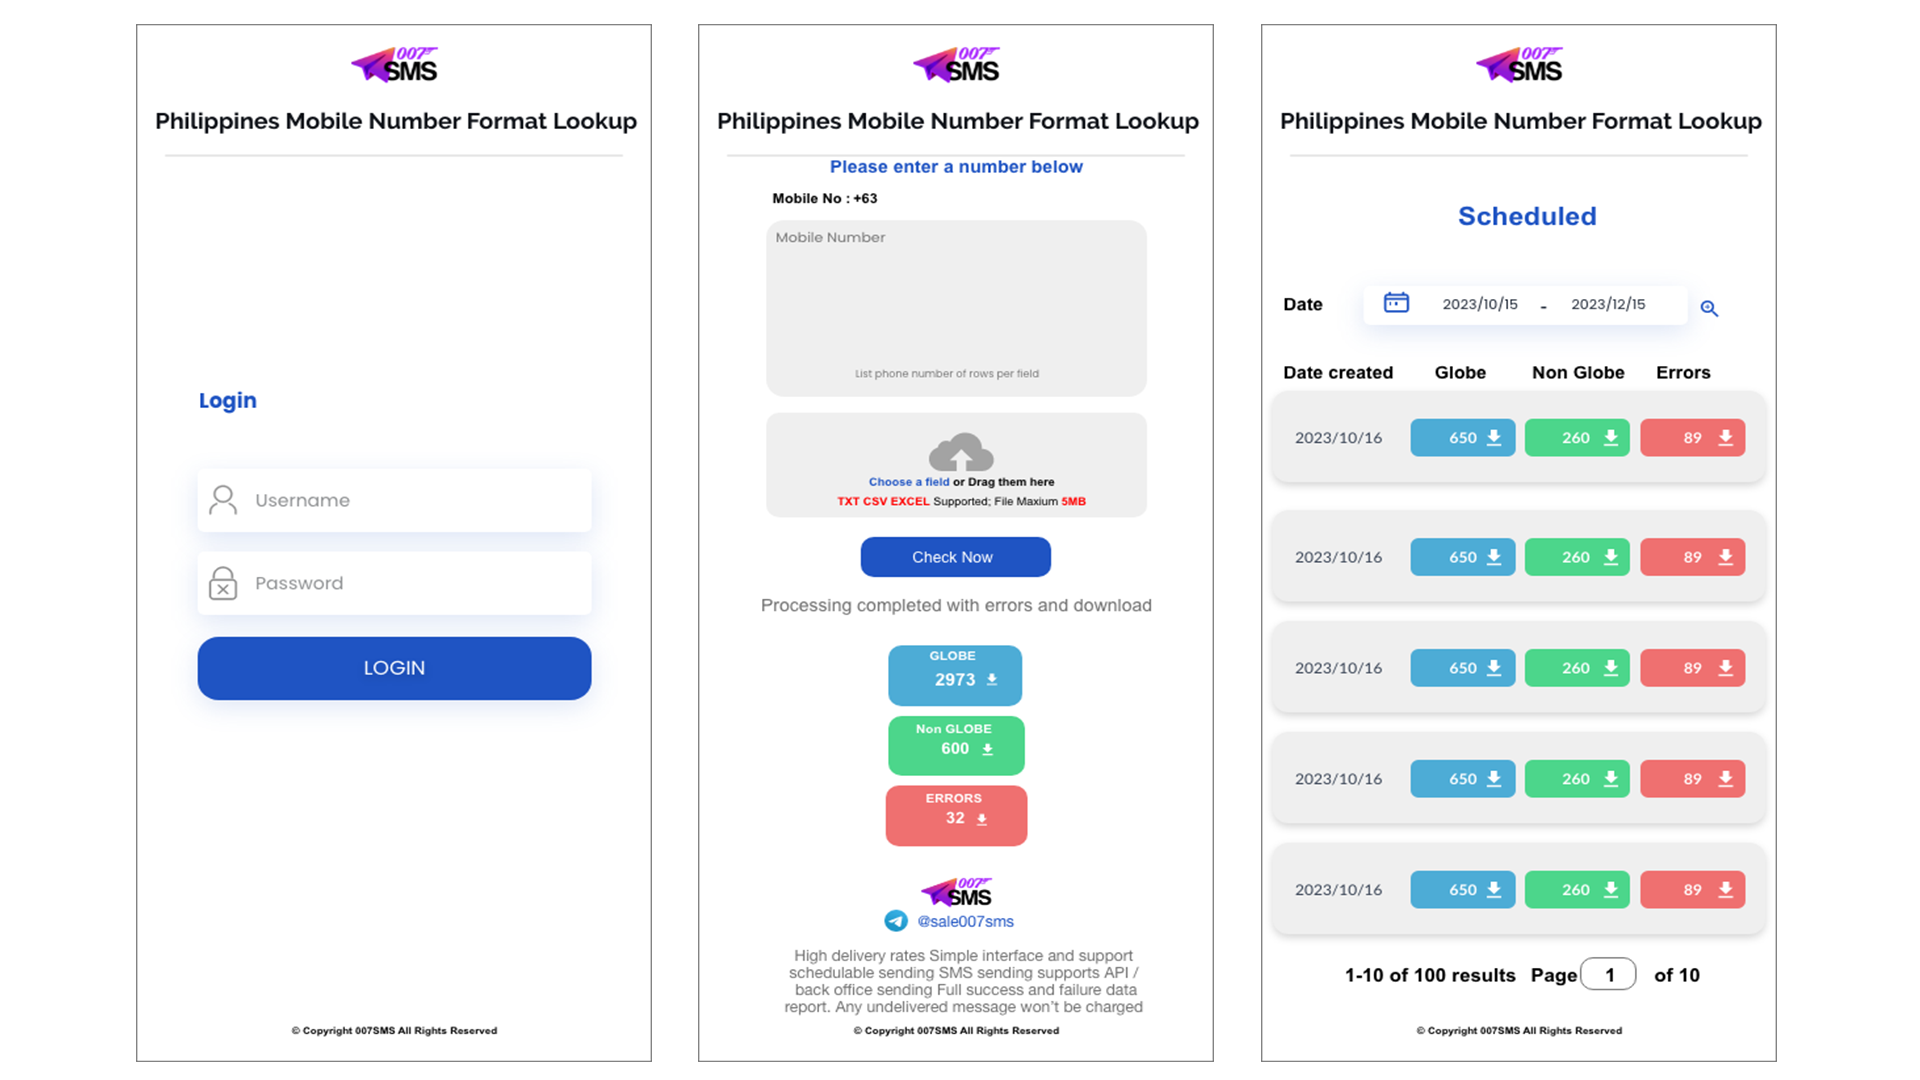 007
SMS
Philippines Mobile Number Format Lookup
Login
Username
Password
LOGIN
© Copyright 007SMS All Rights Reserved
007
SMS
Philippines Mobile Number Format Lookup
Please enter a number below
Mobile No : +63
Mobile Number
List phone number of rows per field
Choose a field or Drag them here
TXT CSV EXCEL Supported; File Maxium 5MB
Check Now
Processing completed with errors and download
GLOBE
2973
Non GLOBE
600
ERRORS
32
007
SMS
@sale007sms
High delivery rates Simple interface and support
schedulable sending SMS sending supports API /
back office sending Full success and failure data
report. Any undelivered message won't be charged
© Copyright 007SMS All Rights Reserved
007
SMS
Philippines Mobile Number Format Lookup
Scheduled
Date 2023/10/15 - 2023/12/15
Date created Globe Non Globe Errors
2023/10/16 650 260 89
2023/10/16 650 260 89
2023/10/16 650 260 89
2023/10/16 650 260 89
2023/10/16 650 260 89
1-10 of 100 results Page 1 of 10
© Copyright 007SMS All Rights Reserved